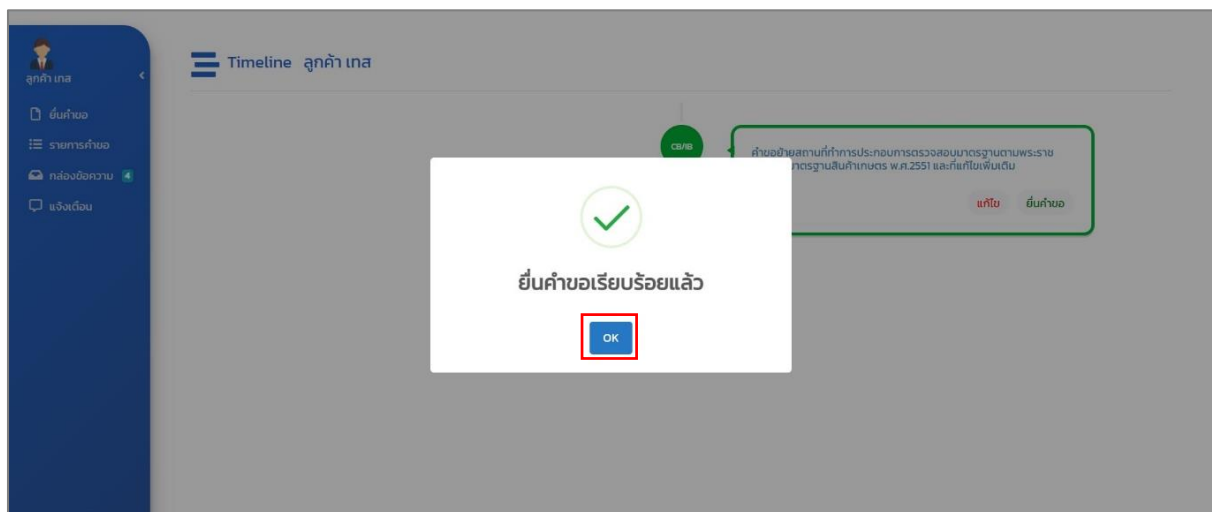 ลูกค้า เทส
ยื่นคำขอ
รายการคำขอ
กล่องข้อความ 4
แจ้งเตือน
Timeline ลูกค้า เทส
CB/IB
คำขอย้ายสถานที่ทำการประกอบการตรวจสอบมาตรฐานตามพระราช
มาตรฐานสินค้าเกษตร พ.ศ.2551 และที่แก้ไขเพิ่มเติม
แก้ไข ยื่นคำขอ
ยื่นคำขอเรียบร้อยแล้ว
OK